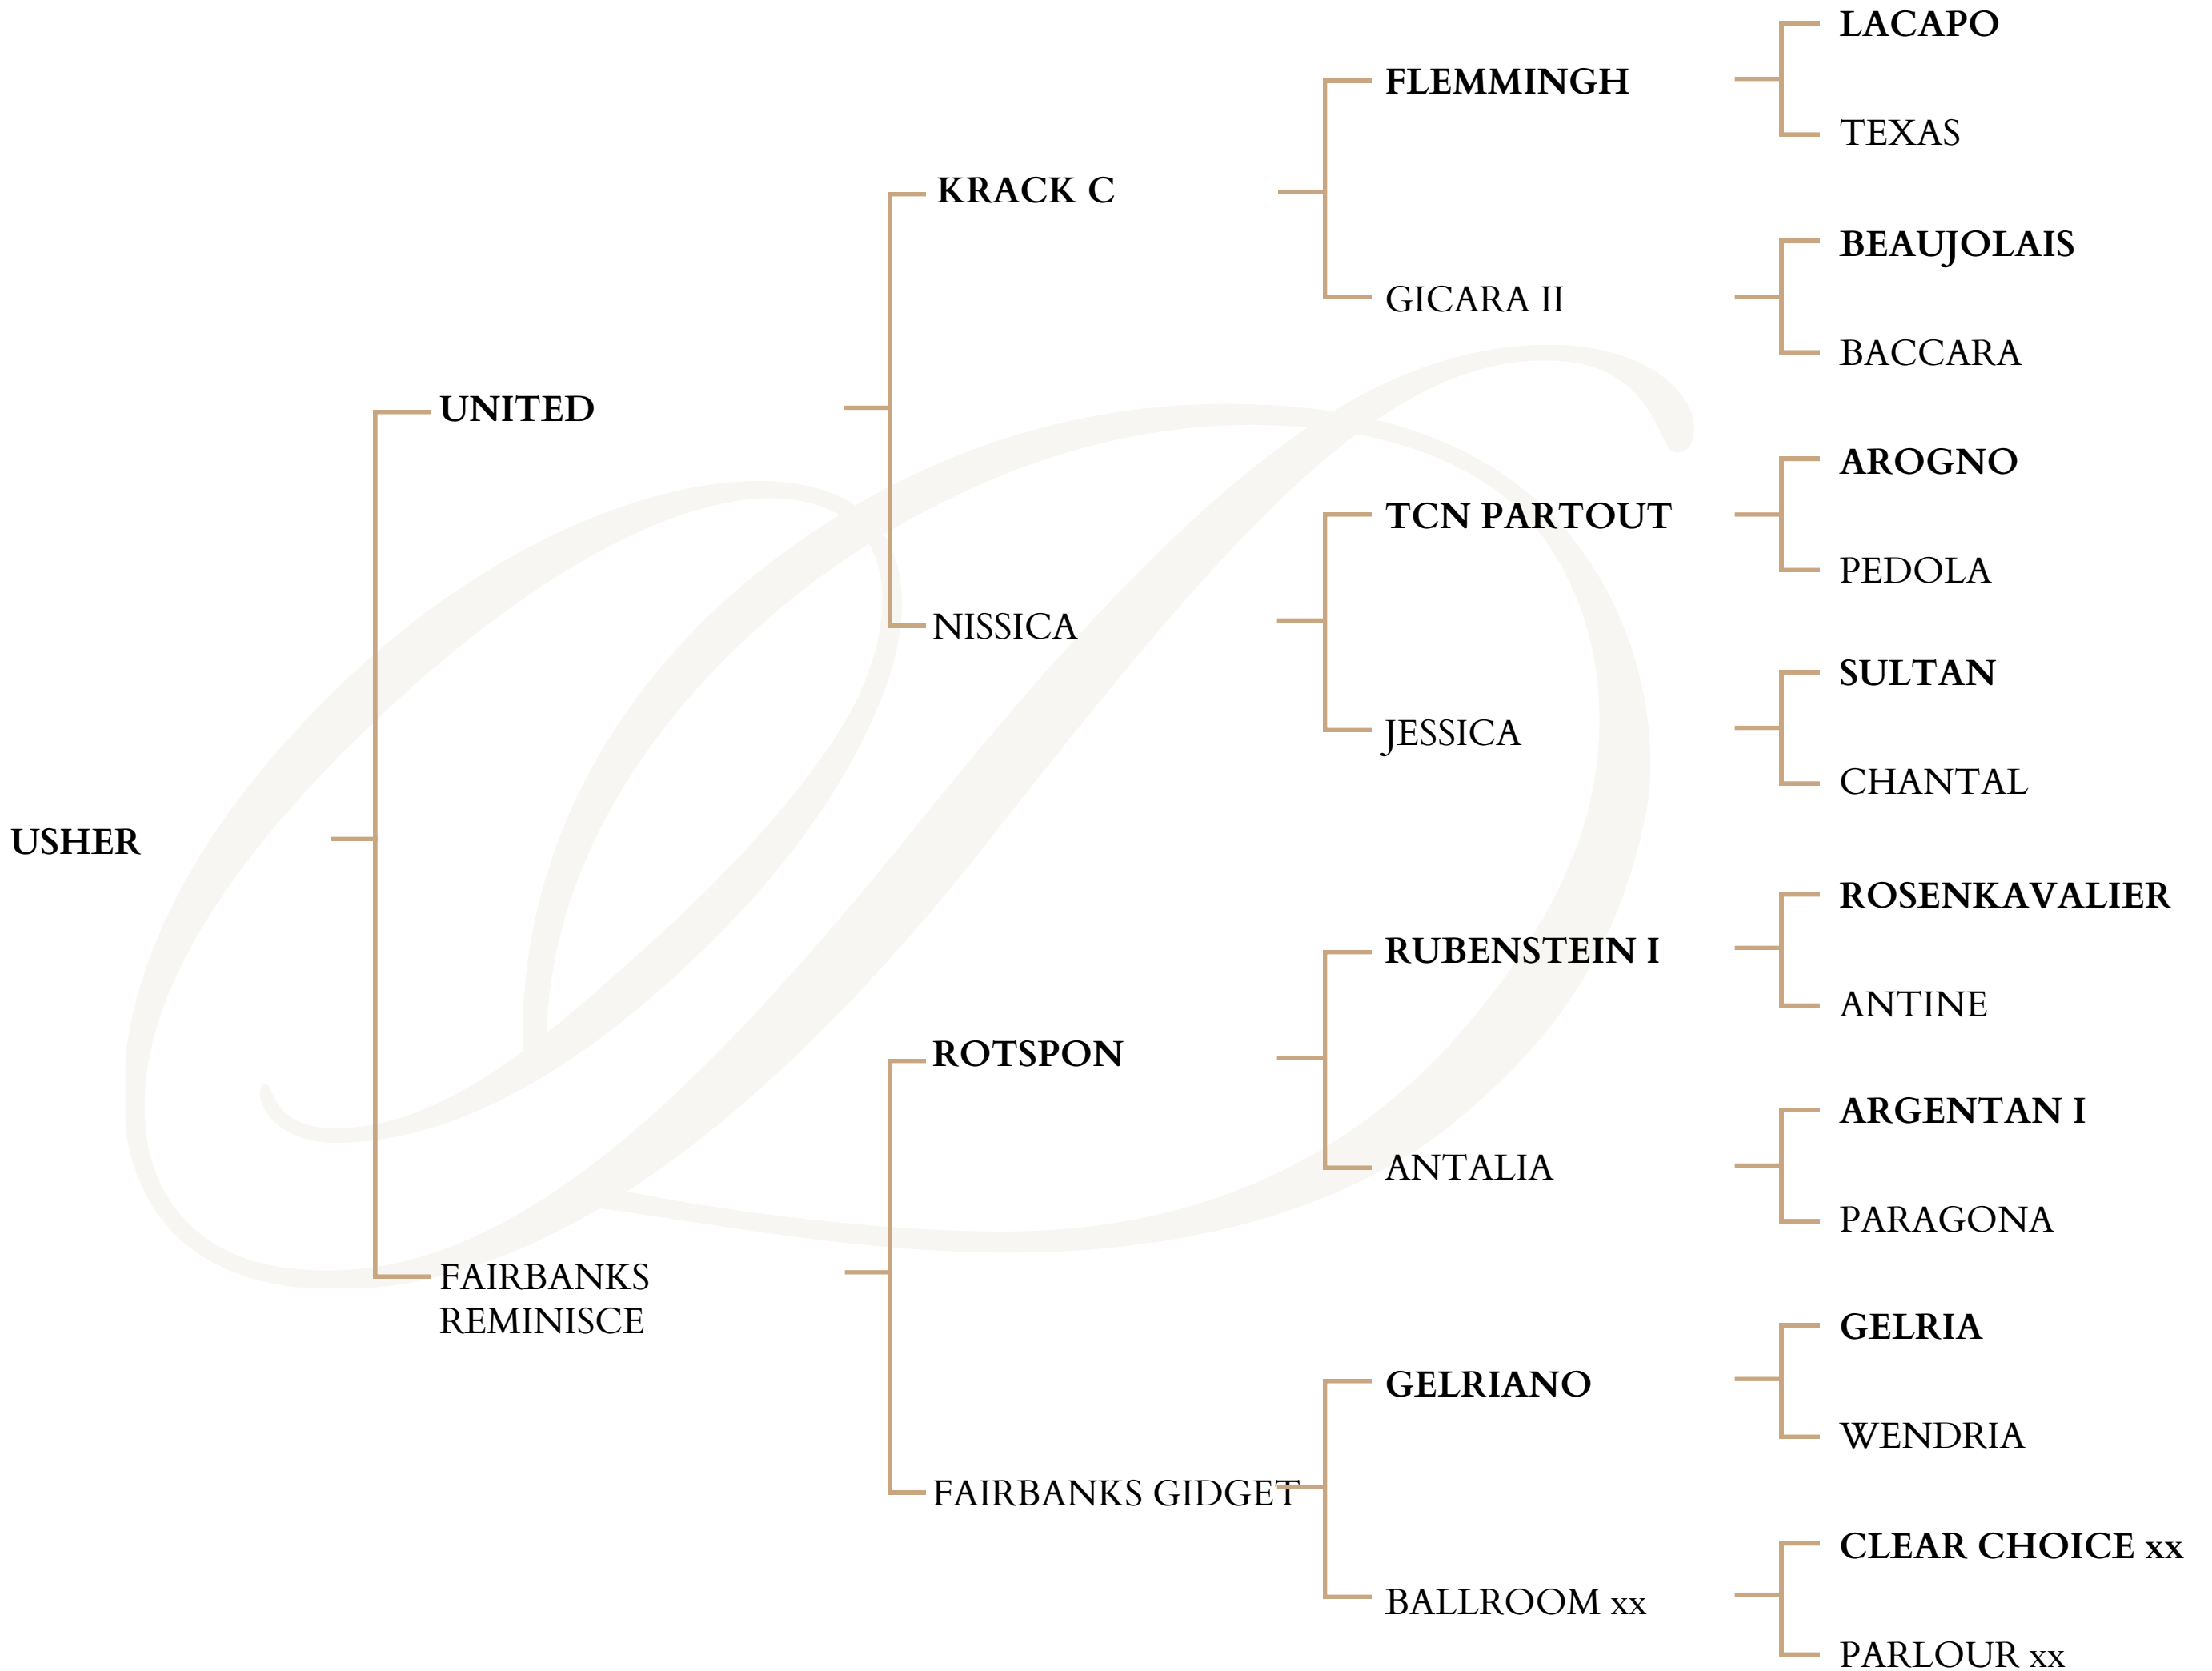 LACAPO
FLEMMINGH
TEXAS
KRACK C
BEAUJOLAIS
GICARA II
BACCARA
UNITED
AROGNO
TCN PARTOUT
PEDOLA
NISSICA
SULTAN
JESSICA
CHANTAL
USHER
ROSENKAVALIER
RUBENSTEIN I
ANTINE
ROTSPON
ARGENTAN I
ANTALIA
PARAGONA
FAIRBANKS
REMINISCE
GELRIA
GELRIANO
WENDRIA
FAIRBANKS GIDGET
CLEAR CHOICE xx
BALLROOM xx
PARLOUR xx